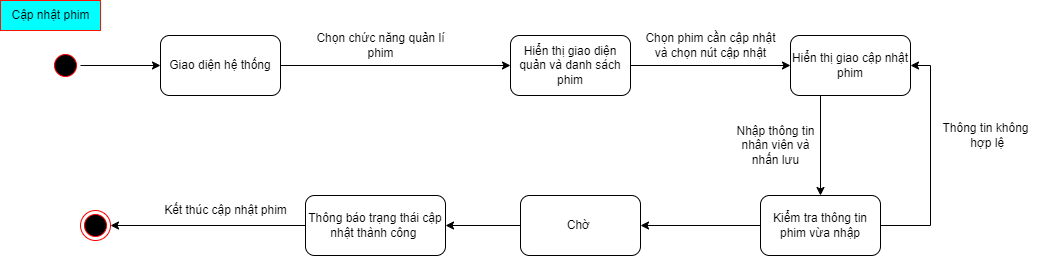 Cập nhật phim
Giao diện hệ thống
Chọn chức năng quản lí
phim
Hiển thị giao diện
quản và danh sách
phim
Chọn phim cần cập nhật
và chọn nút cập nhật
Hiển thị giao cập nhật
phim
Nhập thông tin
nhân viên và
nhấn lưu
Thông tin không
hợp lệ
Kết thúc cập nhật phim
Thông báo trạng thái cập
nhật thành công
Chờ
Kiểm tra thông tin
phim vừa nhập